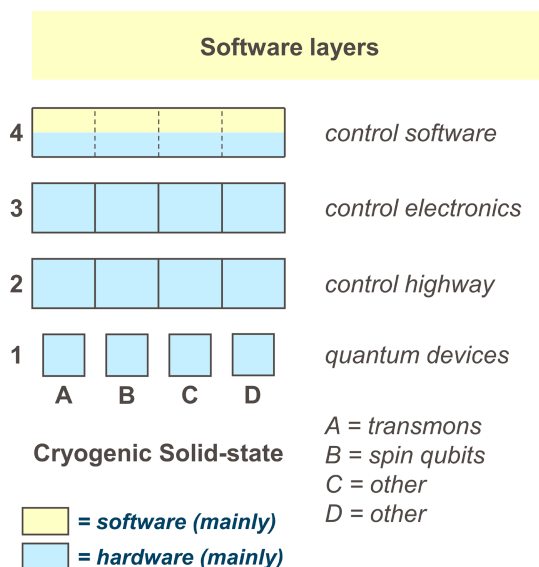 Software layers
4 control software
3 control electronics
2 control highway
1 quantum devices
A B C D
Cryogenic Solid-state
A = transmons
B = spin qubits
C = other
D = other
= software (mainly)
= hardware (mainly)